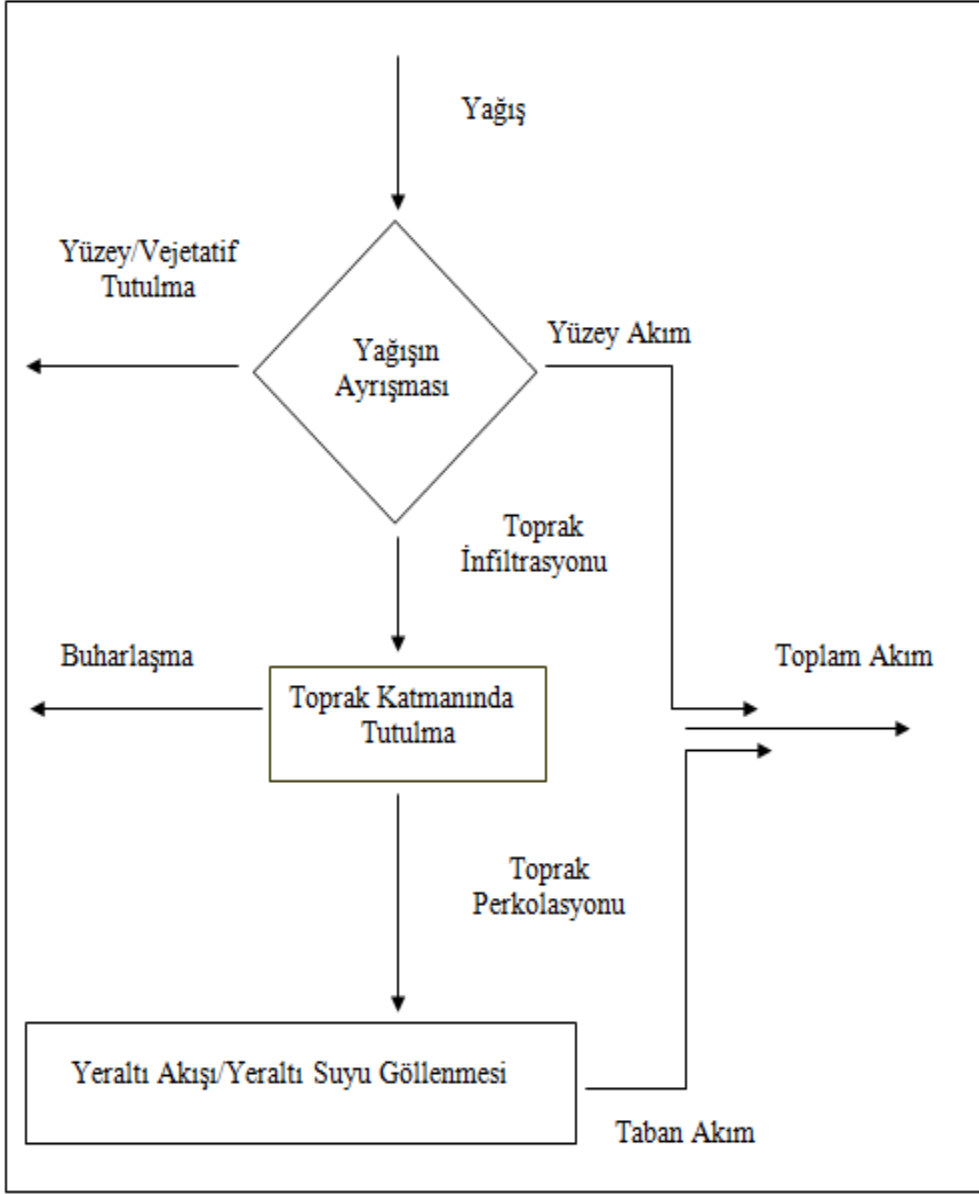 Yağış
Yüzey/Vejetatif
Tutulma
Yüzey Akım
Yağışın
Ayrışması
Toprak
İnfiltrasyonu
Buharlaşma
Toplam Akım
Toprak Katmanında
Tutulma
Toprak
Perkolasyonu
Yeraltı Akışı/Yeraltı Suyu Göllenmesi
Taban Akım